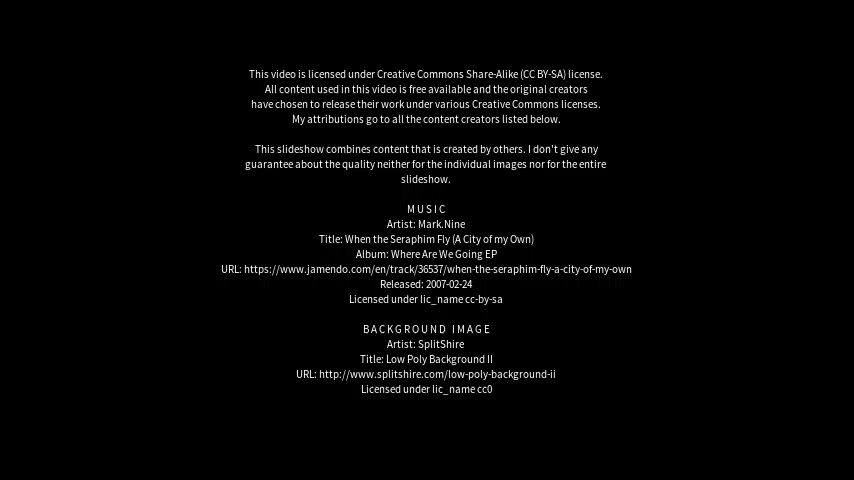 This video is licensed under Creative Commons Share-Alike (CC BY-SA) license.
All content used in this video is free available and the original creators
have chosen to release their work under various Creative Commons licenses.
My attributions go to all the content creators listed below.
This slideshow combines content that is created by others. I don't give any
guarantee about the quality neither for the individual images nor for the entire
slideshow.
MUSIC
Artist: Mark.Nine
Title: When the Seraphim Fly (A City of my Own)
Album: Where Are We Going EP
URL: https://www.jamendo.com/en/track/36537/when-the-seraphim-fly-a-city-of-my-own
Released: 2007-02-24
Licensed under lic_name cc-by-sa
BACKGROUND IMAGE
Artist: SplitShire
Title: Low Poly Background II
URL: http://www.splitshire.com/low-poly-background-ii
Licensed under lic_name cc0